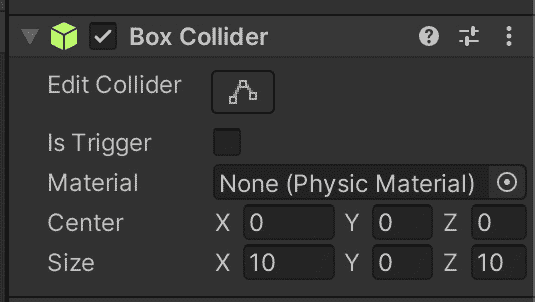 Box Collider
Edit Collider
Is Trigger
Material None (Physic Material)
Center X 0 Y 0 Z 0
Size X 10 Y 0 Z 10